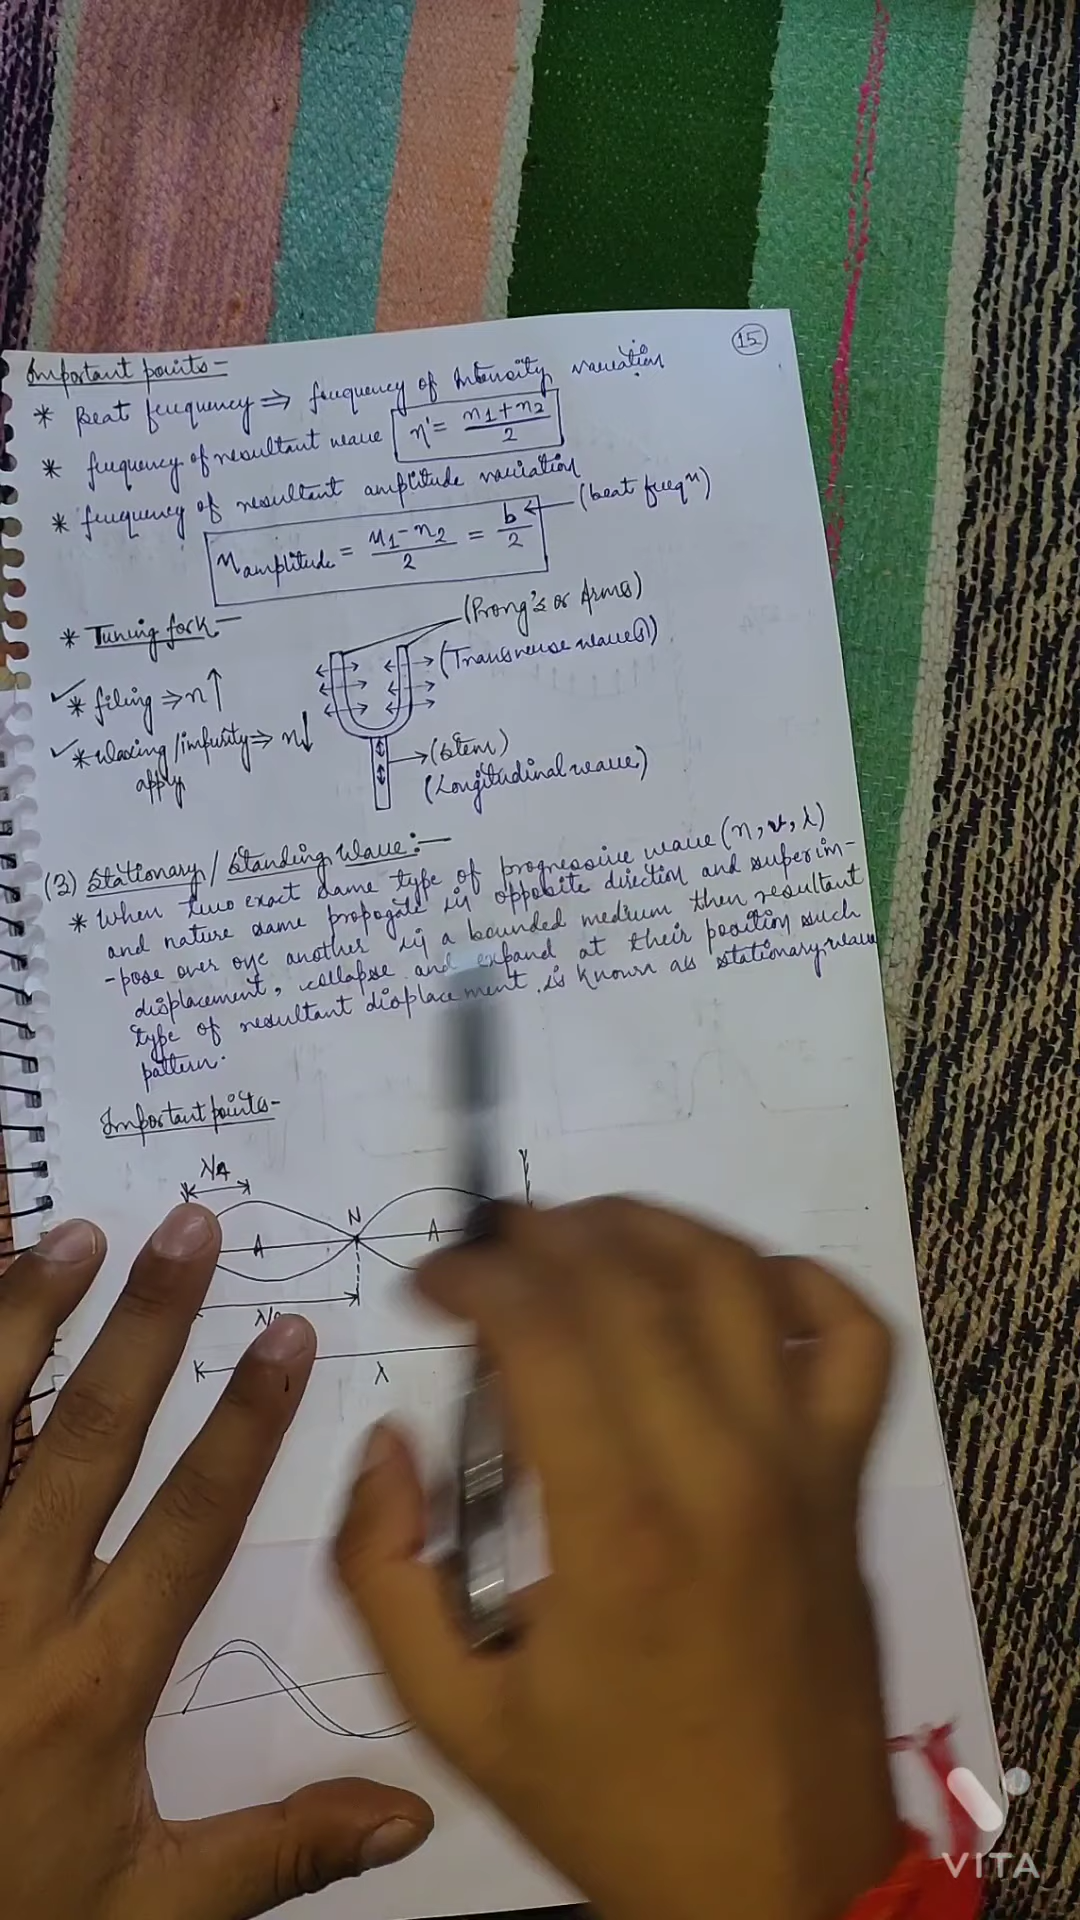 15
Important points-
* Beat frequency ⇒ frequency of Intensity variation
* frequency of resultant wave n' = n1+n2/2
* frequency of resultant amplitude variation
n amplitude = n1-n2/2 = b/2 (beat freqn)
* Tuning fork-
(Prong's or Arms)
(Transverse waves)
✓* filing ⇒ n↑
✓* Waxing/impurity ⇒ n↓
apply
(Stem)
(Longitudinal wave)
(3) Stationary/Standing Wave:-
* When two exact same type of progressive wave (n, v, λ)
and nature same propogate in opposite direction and superim-
-pose over one another in a bounded medium then resultant
displacement, collapse and expand at their position such
type of resultant displacement is known as stationary wave
pattern.
Important points-
λ/4
N
A
A
λ